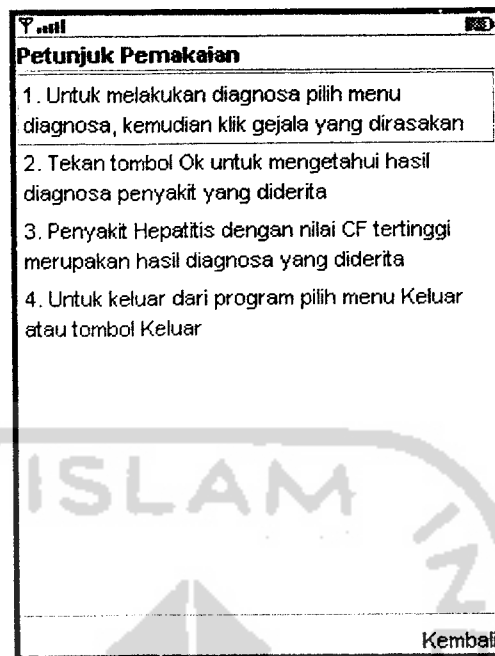 Petunjuk Pemakaian
1. Untuk melakukan diagnosa pilih menu
diagnosa, kemudian klik gejala yang dirasakan
2. Tekan tombol Ok untuk mengetahui hasil
diagnosa penyakit yang diderita
3. Penyakit Hepatitis dengan nilai CF tertinggi
merupakan hasil diagnosa yang diderita
4. Untuk keluar dari program pilih menu Keluar
atau tombol Keluar
ISLAM
Kembali